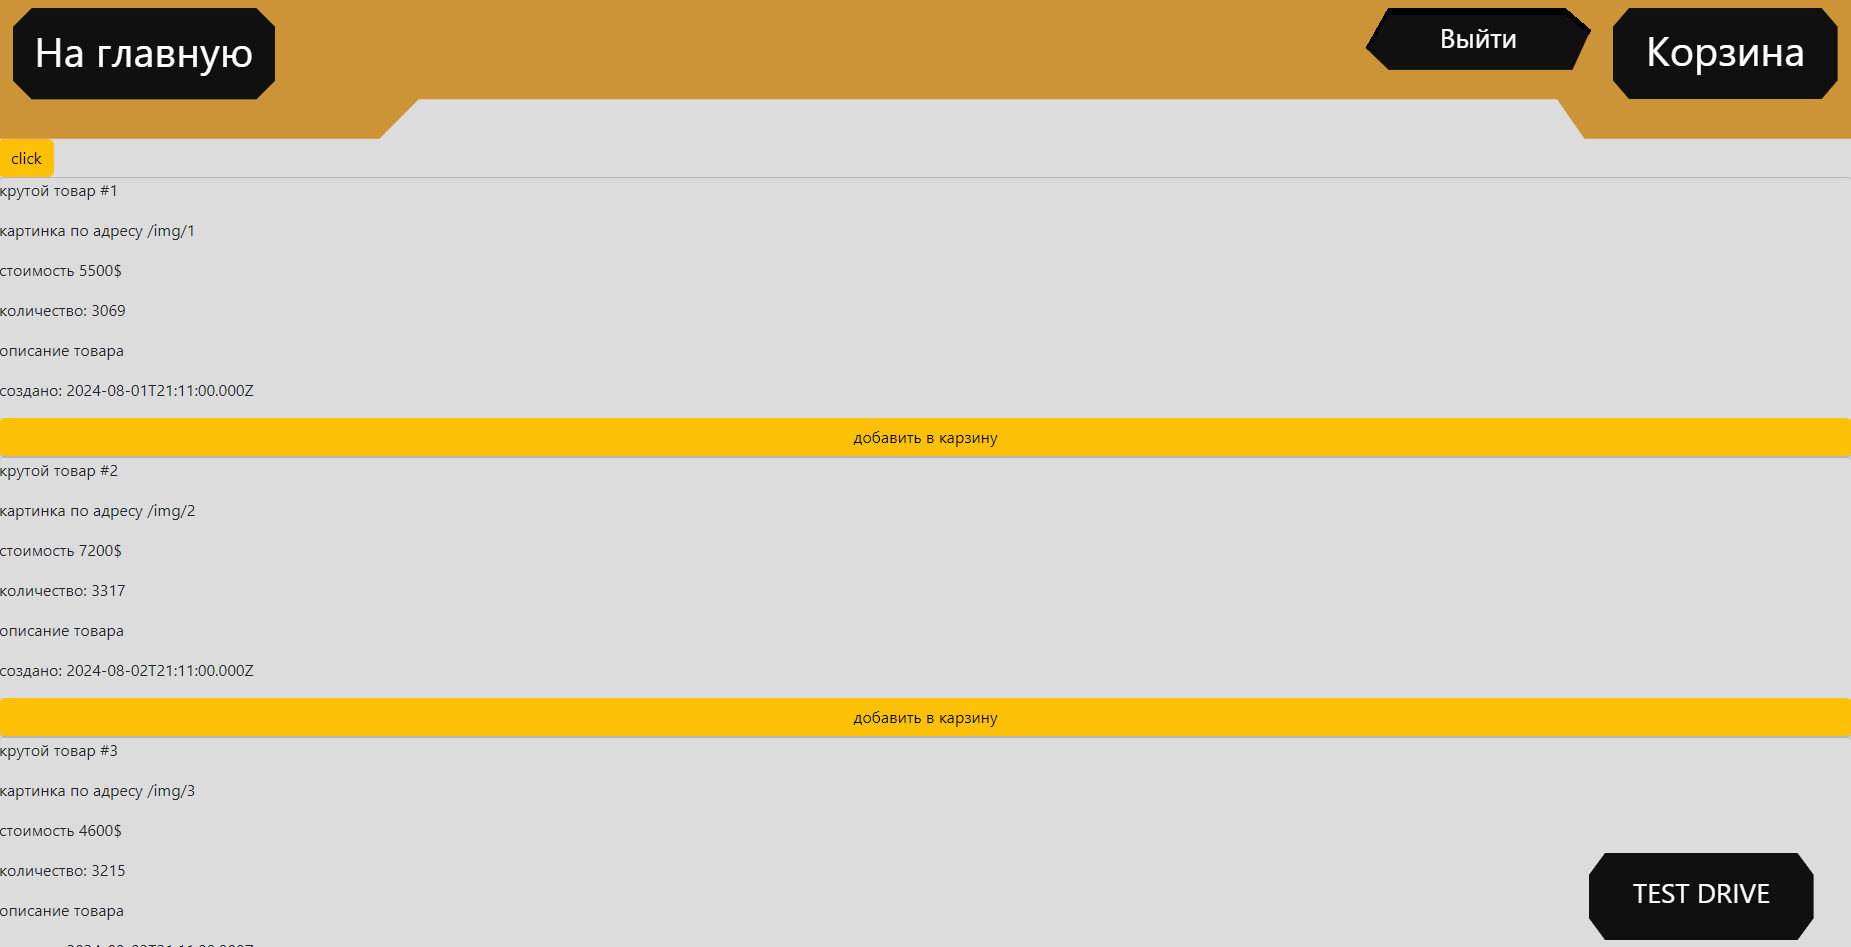 На главную
Выйти
Корзина
click
крутой товар #1
картинка по адресу /img/1
стоимость 5500$
количество: 3069
описание товара
создано: 2024-08-01T21:11:00.000Z
добавить в карзину
крутой товар #2
картинка по адресу /img/2
стоимость 7200$
количество: 3317
описание товара
создано: 2024-08-02T21:11:00.000Z
добавить в карзину
крутой товар #3
картинка по адресу /img/3
стоимость 4600$
количество: 3215
TEST DRIVE
описание товара